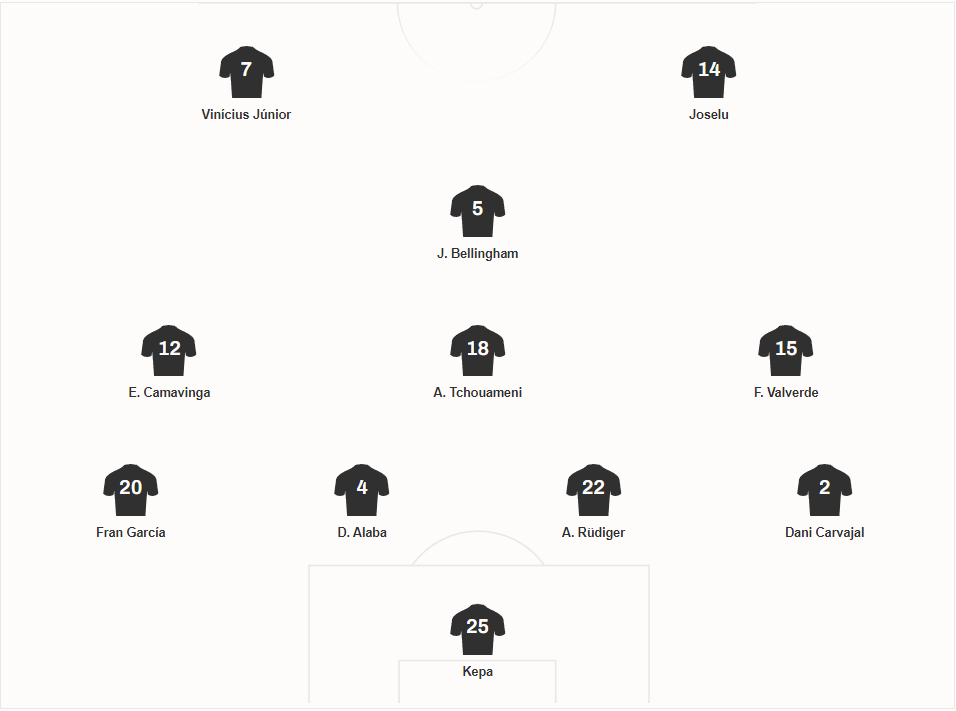 7
Vinícius Júnior
14
Joselu
5
J. Bellingham
12
E. Camavinga
18
A. Tchouameni
15
F. Valverde
20
Fran García
4
D. Alaba
22
A. Rüdiger
2
Dani Carvajal
25
Kepa